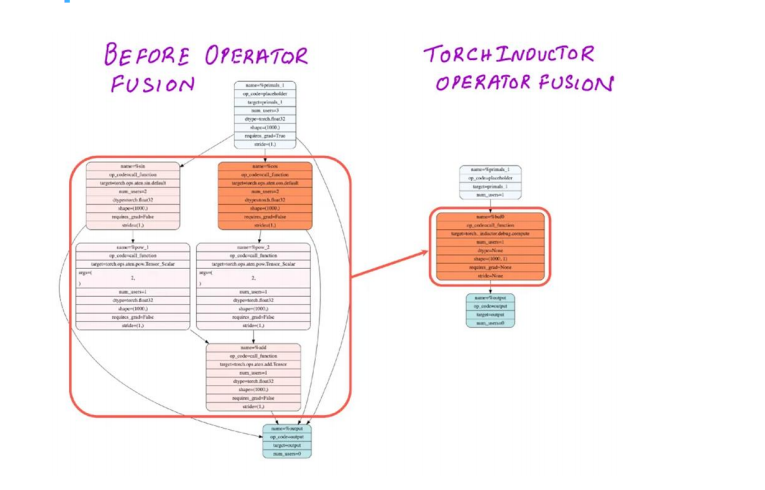 BEFORE OPERATOR
FUSION
TORCHINDUCTOR
OPERATOR FUSION
name=%primals_1
op_code=placeholder
target=primals_1
num_users=3
dtype=torch.float32
shape=(1000,)
requires_grad=True
stride=(1,)
name=%sin
op_code=call_function
target=torch.ops.aten.sin.default
num_users=2
dtype=torch.float32
shape=(1000,)
requires_grad=False
stride=(1,)
name=%cos
op_code=call_function
target=torch.ops.aten.cos.default
num_users=2
dtype=torch.float32
shape=(1000,)
requires_grad=False
stride=(1,)
name=%pow_1
op_code=call_function
target=torch.ops.aten.pow.Tensor_Scalar
args=(
2,
)
num_users=1
dtype=torch.float32
shape=(1000,)
requires_grad=False
stride=(1,)
name=%pow_2
op_code=call_function
target=torch.ops.aten.pow.Tensor_Scalar
args=(
2,
)
num_users=1
dtype=torch.float32
shape=(1000,)
requires_grad=False
stride=(1,)
name=%add
op_code=call_function
target=torch.ops.aten.add.Tensor
num_users=1
dtype=torch.float32
shape=(1000,)
requires_grad=False
stride=(1,)
name=%output
op_code=output
target=output
num_users=0
name=%primals_1
op_code=placeholder
target=primals_1
num_users=1
name=%buf0
op_code=call_function
target=torch._inductor.debug.compute
num_users=1
dtype=None
shape=(1000, 1)
requires_grad=None
stride=None
name=%output
op_code=output
target=output
num_users=0